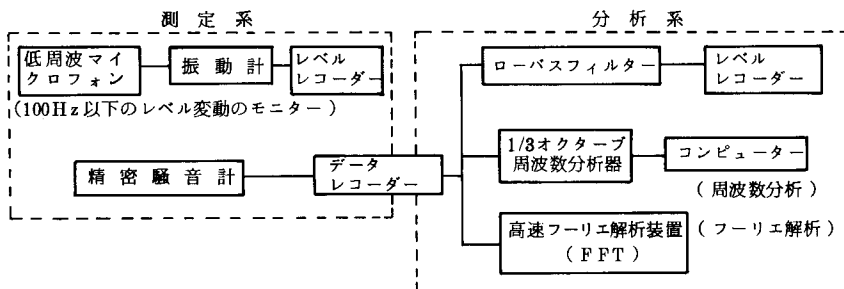 測定系
分析系
低周波マイ
クロフォン
振動計
レベル
レコーダー
(100Hz以下のレベル変動のモニター)
精密騒音計
データ
レコーダー
ローパスフィルター
レベル
レコーダー
1/3オクターブ
周波数分析器
コンピューター
(周波数分析)
高速フーリエ解析装置
(FFT)
(フーリエ解析)